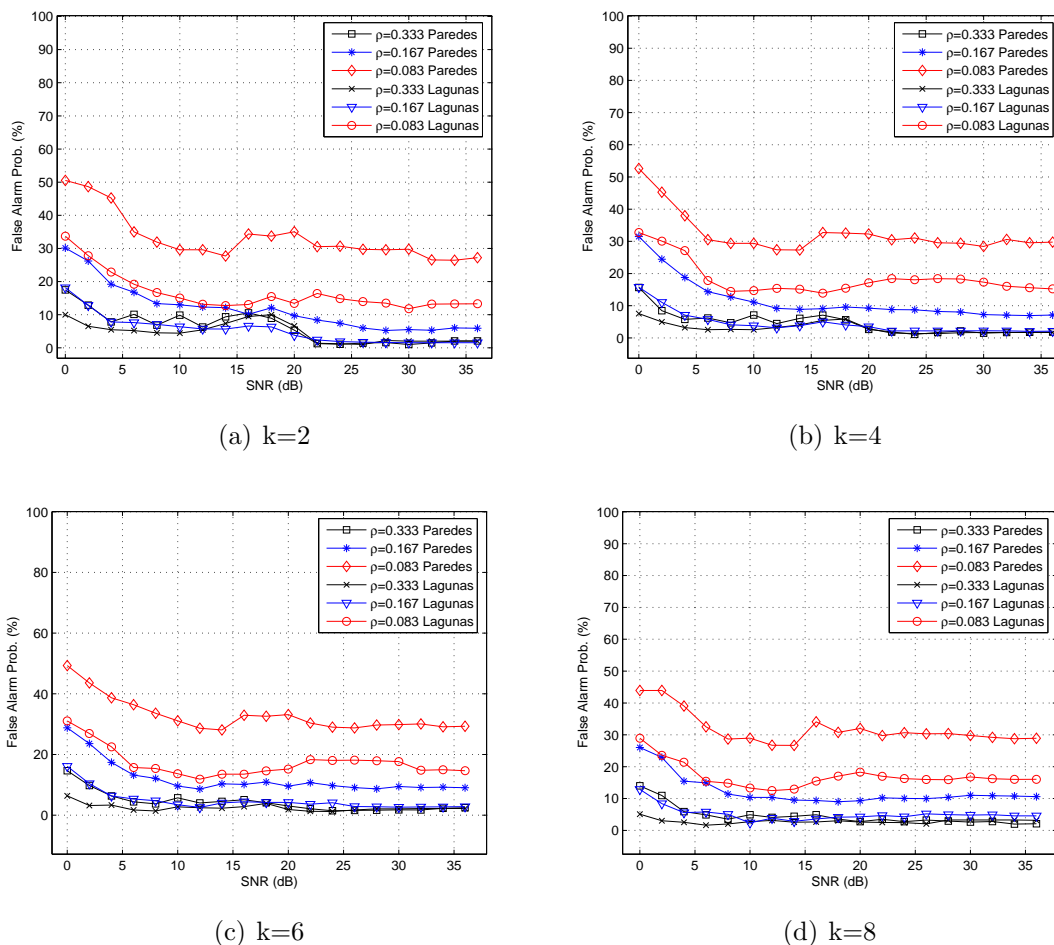 100
90
80
70
60
50
40
30
20
10
0
False Alarm Prob. (%)
0 5 10 15 20 25 30 35
SNR (dB)
ρ=0.333 Paredes
ρ=0.167 Paredes
ρ=0.083 Paredes
ρ=0.333 Lagunas
ρ=0.167 Lagunas
ρ=0.083 Lagunas
(a) k=2
100
90
80
70
60
50
40
30
20
10
0
False Alarm Prob. (%)
0 5 10 15 20 25 30 35
SNR (dB)
ρ=0.333 Paredes
ρ=0.167 Paredes
ρ=0.083 Paredes
ρ=0.333 Lagunas
ρ=0.167 Lagunas
ρ=0.083 Lagunas
(b) k=4
100
80
60
40
20
0
False Alarm Prob. (%)
0 5 10 15 20 25 30 35
SNR (dB)
ρ=0.333 Paredes
ρ=0.167 Paredes
ρ=0.083 Paredes
ρ=0.333 Lagunas
ρ=0.167 Lagunas
ρ=0.083 Lagunas
(c) k=6
100
90
80
70
60
50
40
30
20
10
0
False Alarm Prob. (%)
0 5 10 15 20 25 30 35
SNR (dB)
ρ=0.333 Paredes
ρ=0.167 Paredes
ρ=0.083 Paredes
ρ=0.333 Lagunas
ρ=0.167 Lagunas
ρ=0.083 Lagunas
(d) k=8